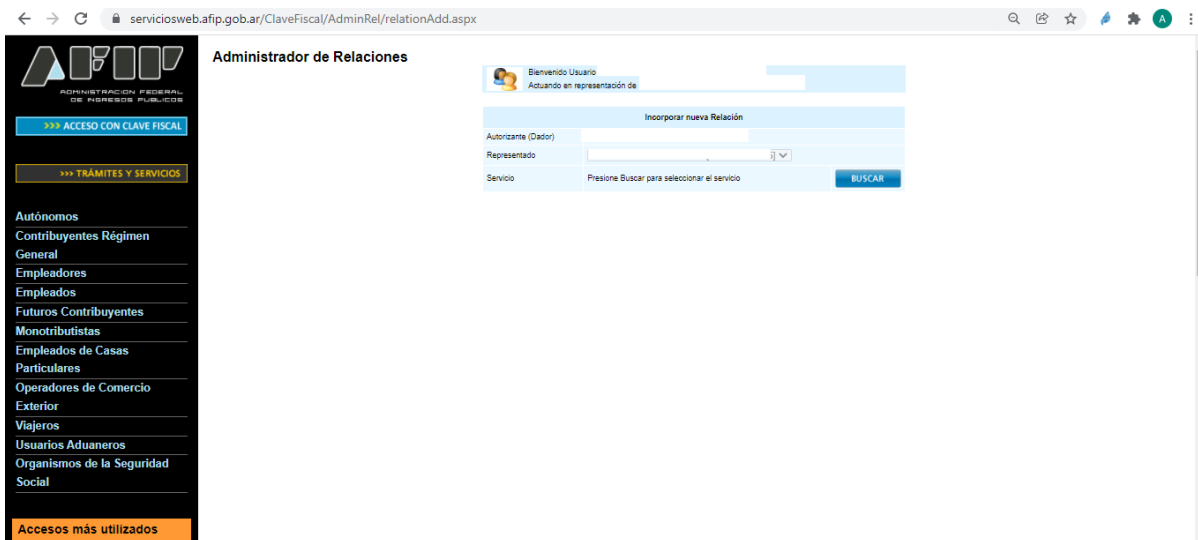 serviciosweb.afip.gob.ar/ClaveFiscal/AdminRel/relationAdd.aspx
A
AFIP
ADMINISTRACION FEDERAL
DE INGRESOS PUBLICOS
>>> ACCESO CON CLAVE FISCAL
>>> TRÁMITES Y SERVICIOS
Autónomos
Contribuyentes Régimen
General
Empleadores
Empleados
Futuros Contribuyentes
Monotributistas
Empleados de Casas
Particulares
Operadores de Comercio
Exterior
Viajeros
Usuarios Aduaneros
Organismos de la Seguridad
Social
Accesos más utilizados
Administrador de Relaciones
Bienvenido Usuario
Actuando en representación de
Incorporar nueva Relación
Autorizante (Dador)
Representado
Servicio Presione Buscar para seleccionar el servicio BUSCAR